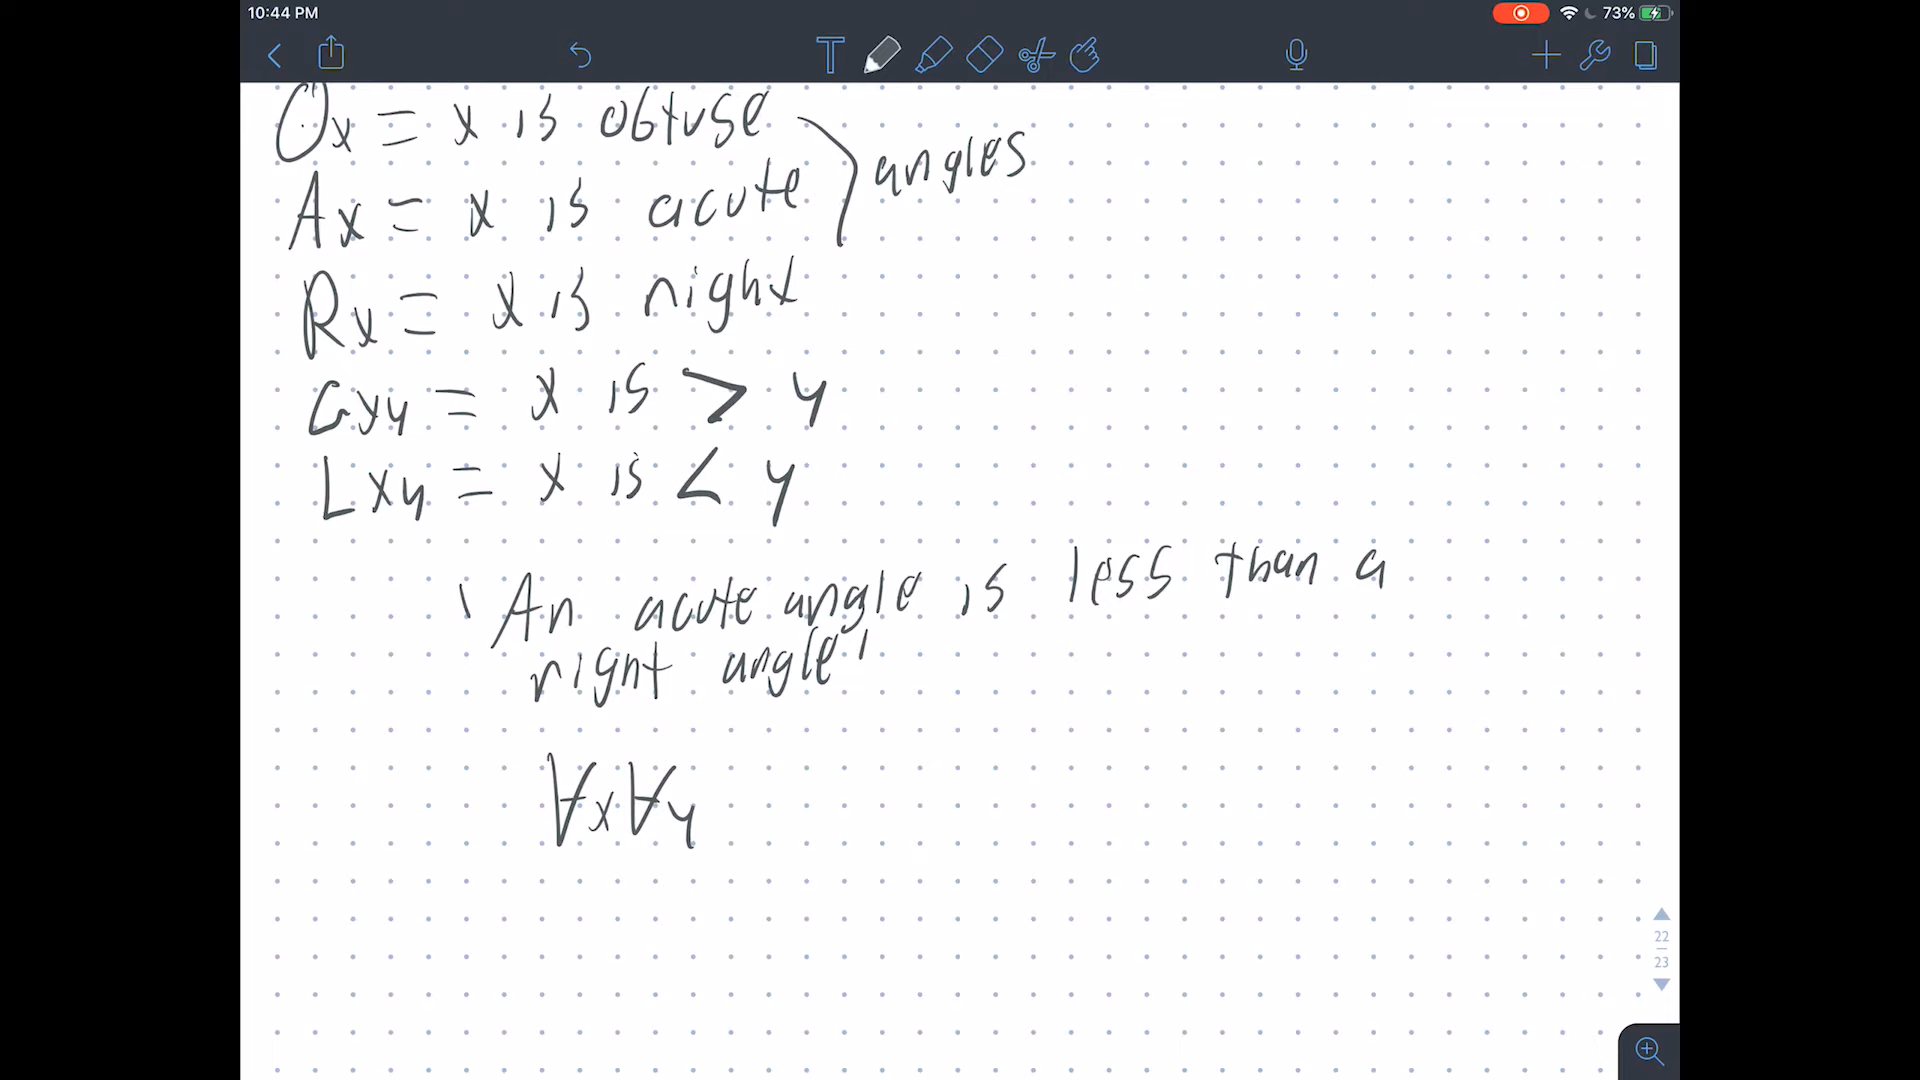 10:44 PM
73%
Ox = x is obtuse
angles
Ax = x is acute
Rx = x is right
Gxy = x is > y
Lxy = x is < y
'An acute angle is less than a
right angle'
∀x∀y
22
23